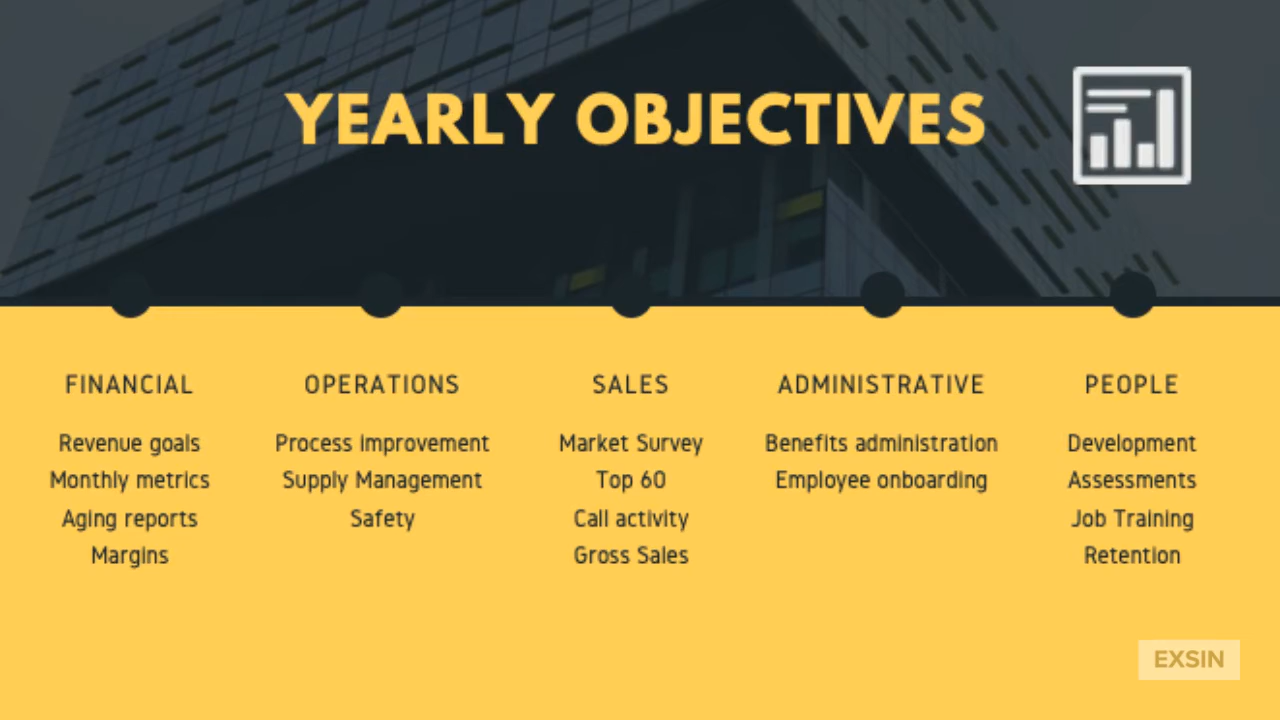 YEARLY OBJECTIVES
FINANCIAL
Revenue goals
Monthly metrics
Aging reports
Margins
OPERATIONS
Process improvement
Supply Management
Safety
SALES
Market Survey
Top 60
Call activity
Gross Sales
ADMINISTRATIVE
Benefits administration
Employee onboarding
PEOPLE
Development
Assessments
Job Training
Retention
EXSIN